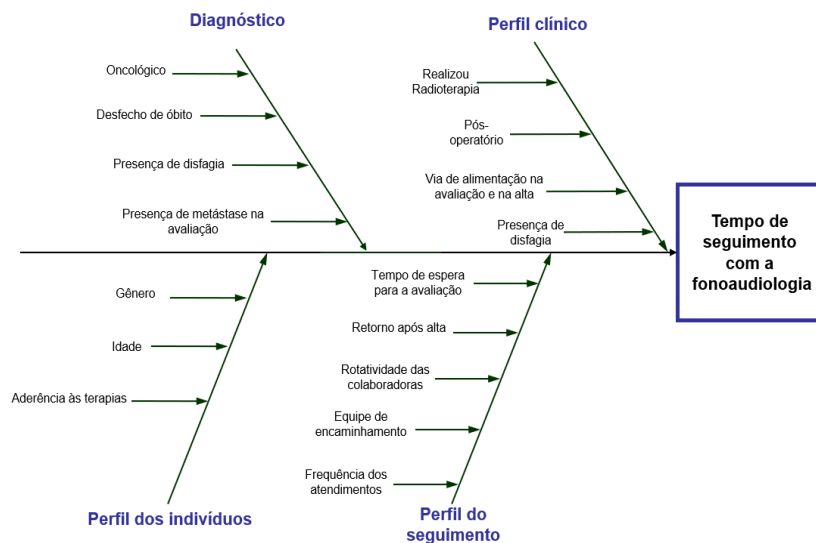 Diagnóstico
Oncológico
Desfecho de óbito
Presença de disfagia
Presença de metástase na
avaliação
Perfil clínico
Realizou
Radioterapia
Pós-
operatório
Via de alimentação na
avaliação e na alta
Presença de
disfagia
Tempo de
seguimento
com a
fonoaudiologia
Gênero
Idade
Aderência às terapias
Perfil dos indivíduos
Tempo de espera
para a avaliação
Retorno após alta
Rotatividade das
colaboradoras
Equipe de
encaminhamento
Frequência dos
atendimentos
Perfil do
seguimento